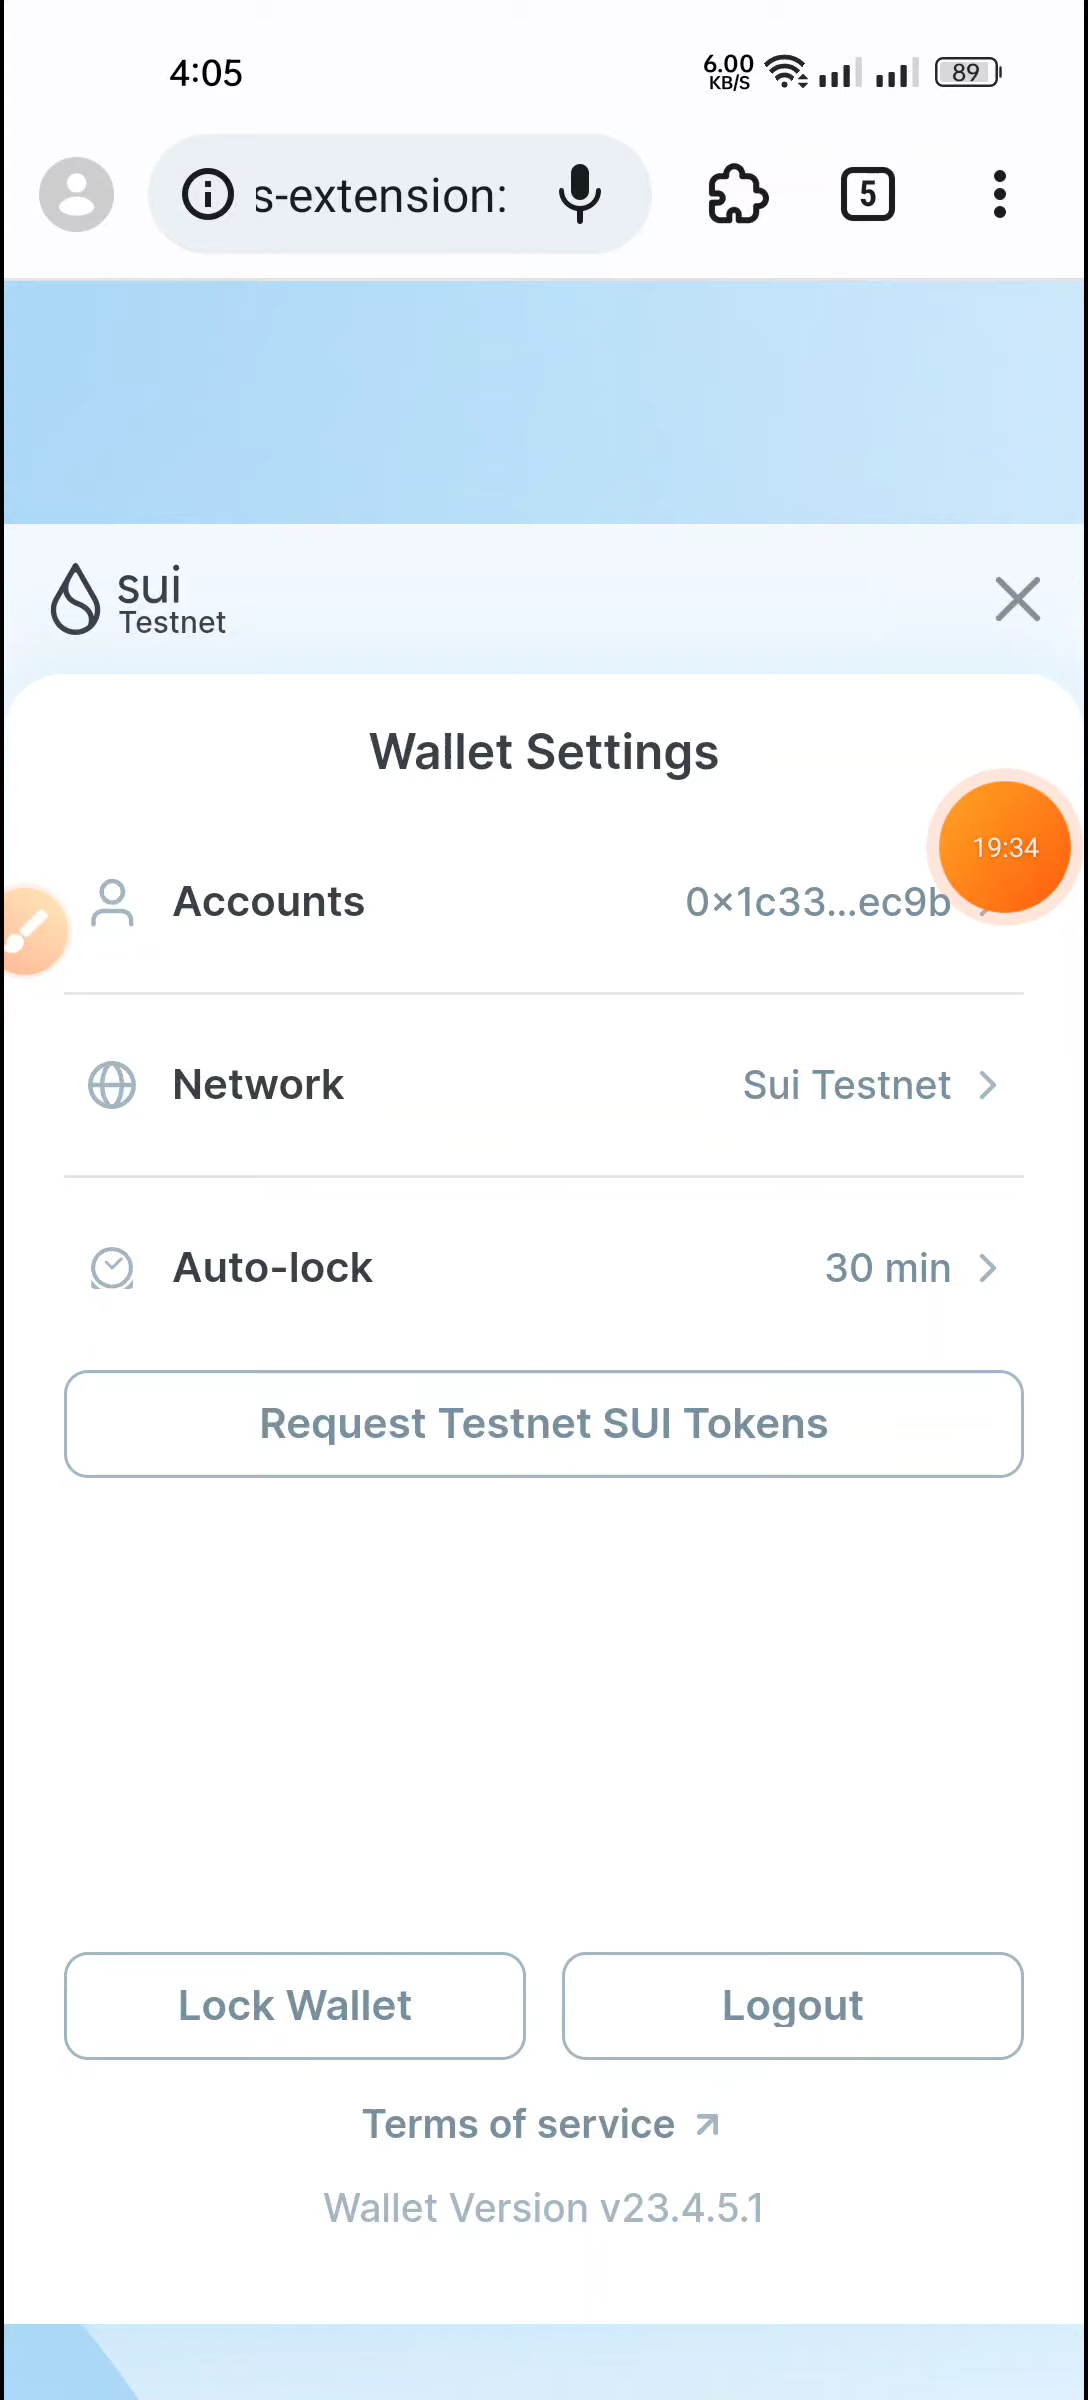 4:05
6.00
KB/S
89
s-extension:
5
sui
Testnet
Wallet Settings
19:34
Accounts
0×1c33...ec9b
Network
Sui Testnet
Auto-lock
30 min
Request Testnet SUI Tokens
Lock Wallet
Logout
Terms of service
Wallet Version v23.4.5.1